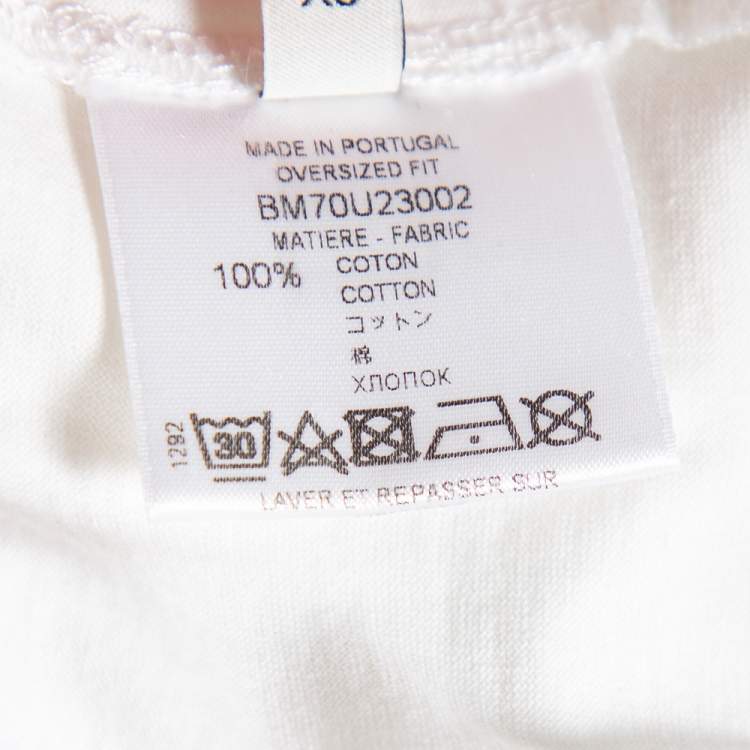 XS
MADE IN PORTUGAL
OVERSIZED FIT
BM70U23002
MATIERE - FABRIC
100% COTON
COTTON
コットン
棉
ХЛОПОК
1292
30
LAVER ET REPASSER SUR